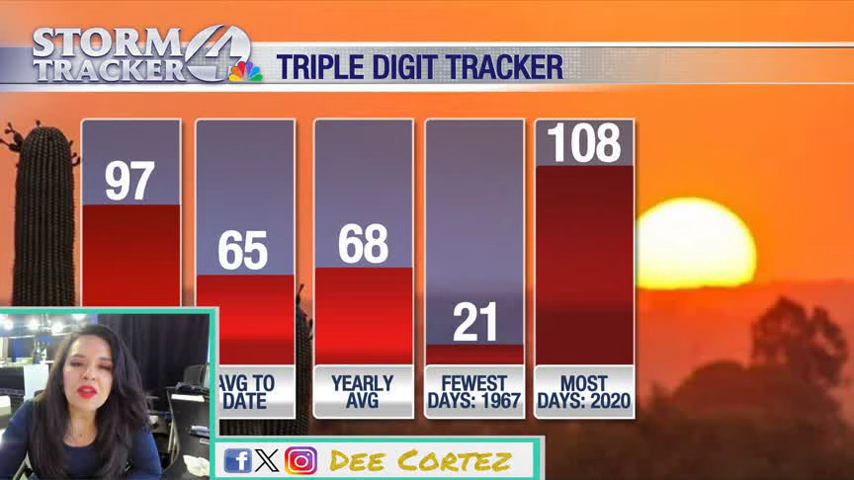 STORM 4
TRACKER
TRIPLE DIGIT TRACKER
97
65
68
21
108
AVG TO
DATE
YEARLY
AVG
FEWEST
DAYS: 1967
MOST
DAYS: 2020
DEE CORTEZ